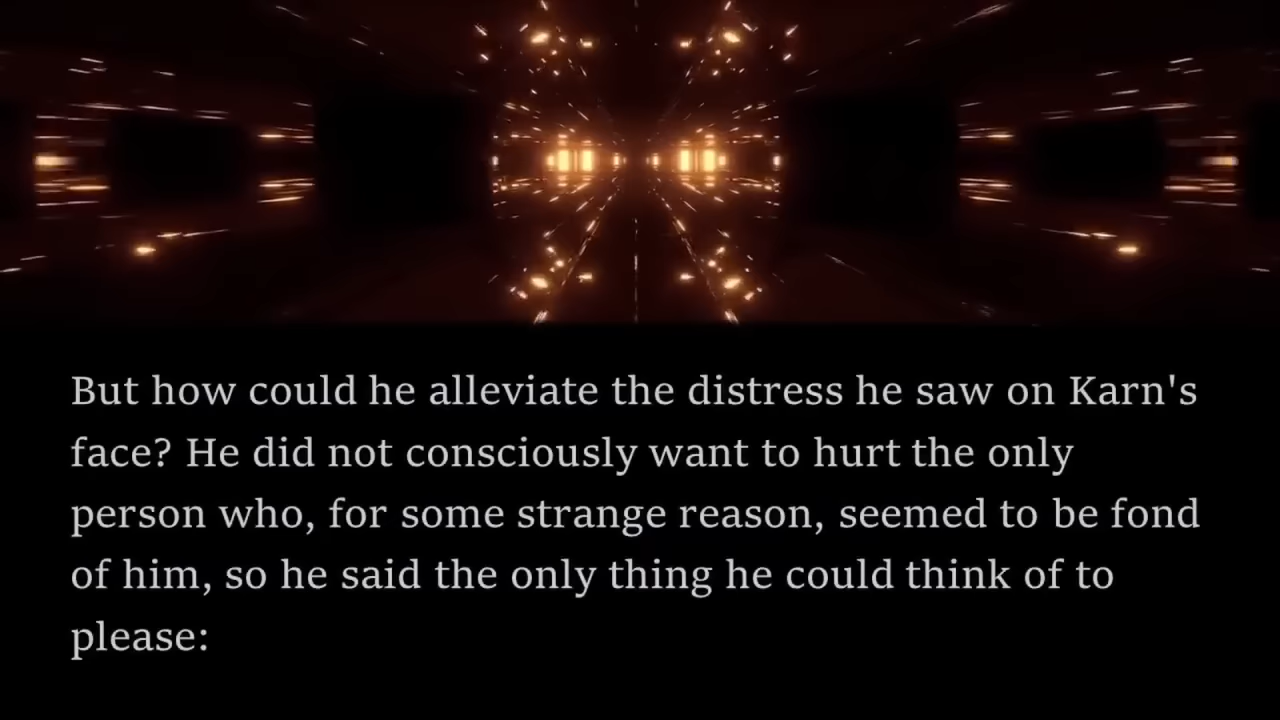 But how could he alleviate the distress he saw on Karn's
face? He did not consciously want to hurt the only
person who, for some strange reason, seemed to be fond
of him, so he said the only thing he could think of to
please: